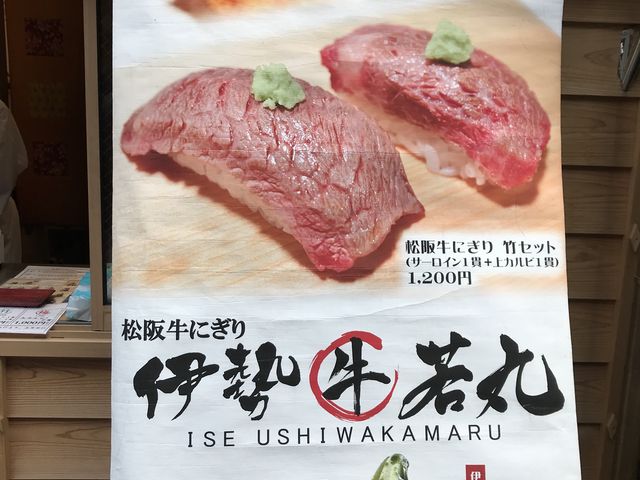 松阪牛にぎり 竹セット
(サーロイン1貫+上カルビ1貫)
1,200円
松阪牛にぎり
伊勢 牛 若丸
ISE USHIWAKAMARU
伊